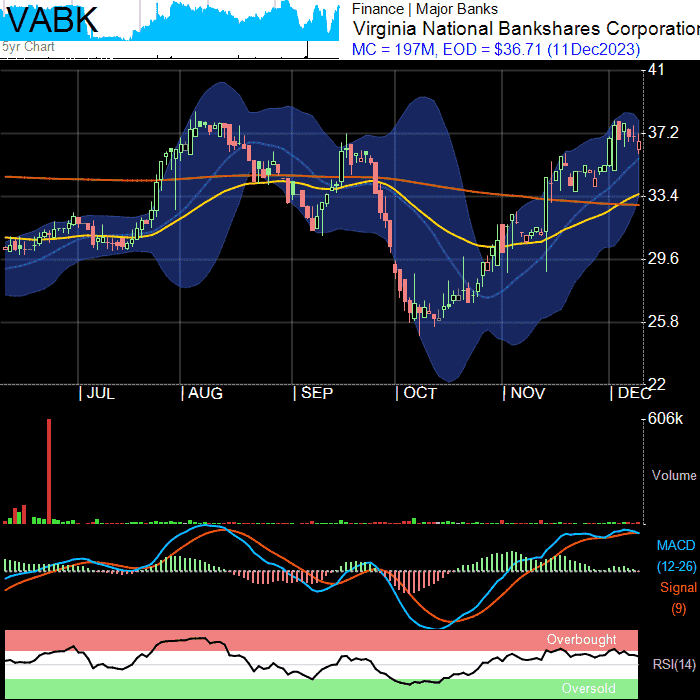 VABK
5yr Chart
Finance | Major Banks
Virginia National Bankshares Corporation
MC = 197M, EOD = $36.71 (11Dec2023)
41
37.2
33.4
29.6
25.8
22
| JUL | AUG | SEP | OCT | NOV | DEC
606k
Volume
MACD
(12-26)
Signal
(9)
Overbought
RSI(14)
Oversold